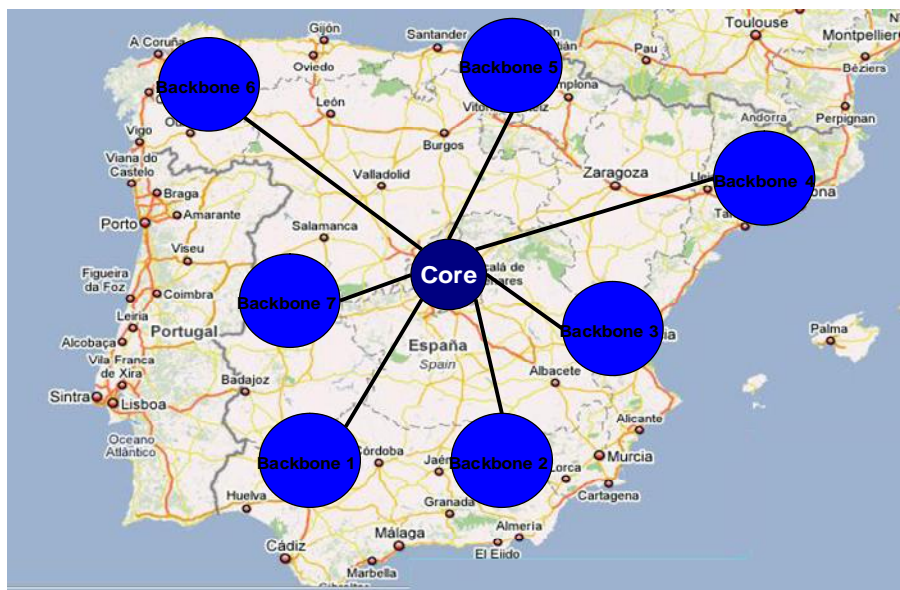 Gijón
Toulouse
Santander
A Coruña
Montpellier
Oviedo
Pau
Backbone 5
Béziers
Backbone 6
León
Perpignan
Andorra
Vigo
Burgos
Viana do
Castelo
Valladolid
Zaragoza
Backbone 4
Braga
Amarante
Porto
Salamanca
Viseu
Core
Figueira
da Foz
Coimbra
Backbone 7
Leiria
Portugal
Backbone 3
Palma
Alcobaça
España
Spain
Vila Franca
de Xira
Albacete
Badajoz
Sintra
Lisboa
Alicante
Oceano
Atlántico
Córdoba
Murcia
Backbone 1
Backbone 2
Lorca
Cartagena
Huelva
Granada
Almería
Málaga
Cádiz
El Ejido
Marbella